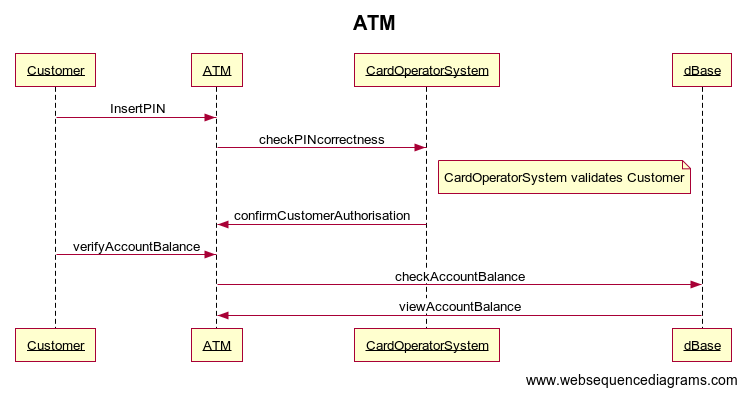 ATM
Customer ATM CardOperatorSystem dBase
InsertPIN
checkPINcorrectness
CardOperatorSystem validates Customer
confirmCustomerAuthorisation
verifyAccountBalance
checkAccountBalance
viewAccountBalance
Customer ATM CardOperatorSystem dBase
www.websequencediagrams.com